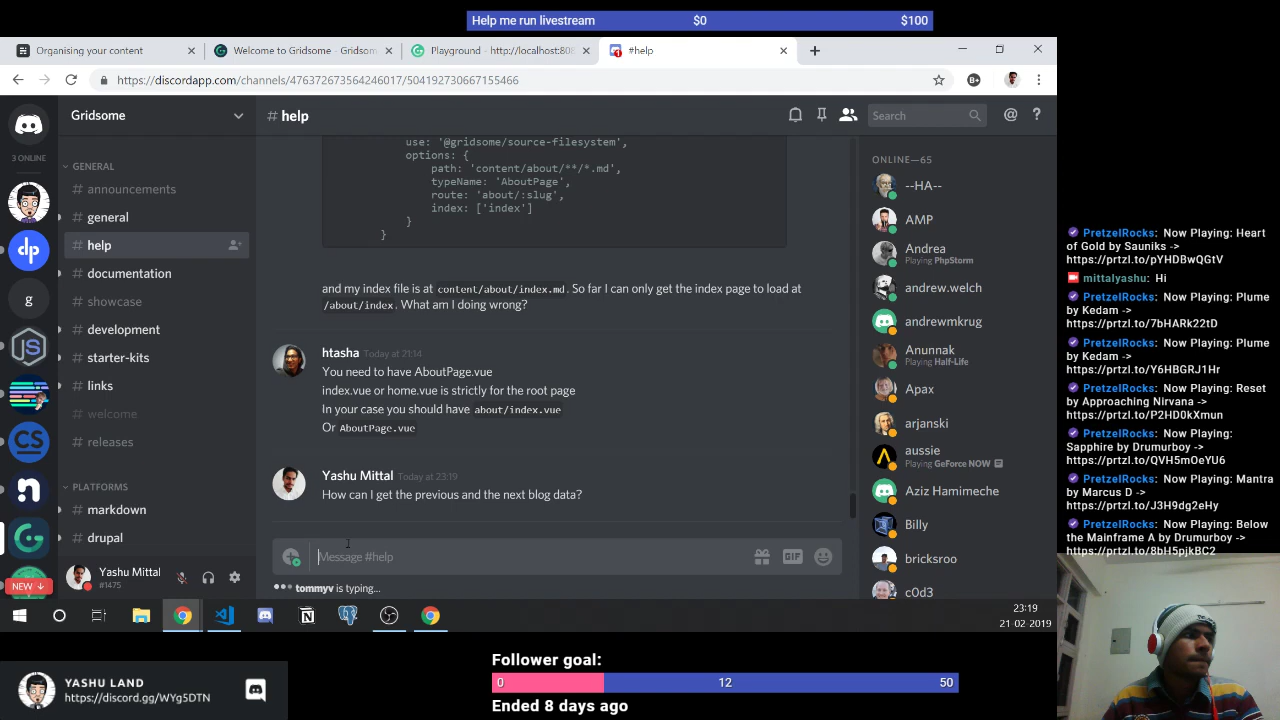 Help me run livestream $0 $100
Organising your content
Welcome to Gridsome - Gridsom
Playground - http://localhost:808
#help
https://discordapp.com/channels/476372673564246017/504192730667155466
3 ONLINE
NEW ↓
Gridsome
GENERAL
# announcements
# general
# help
# documentation
# showcase
# development
# starter-kits
# links
# welcome
# releases
PLATFORMS
# markdown
# drupal
Yashu Mittal
#1475
# help
Search
use: '@gridsome/source-filesystem',
options: {
path: 'content/about/**/*.md',
typeName: 'AboutPage',
route: 'about/:slug',
index: ['index']
}
}
and my index file is at content/about/index.md. So far I can only get the index page to load at
/about/index. What am I doing wrong?
htasha Today at 21:14
You need to have AboutPage.vue
index.vue or home.vue is strictly for the root page
In your case you should have about/index.vue
Or AboutPage.vue
Yashu Mittal Today at 23:19
How can I get the previous and the next blog data?
Message #help
GIF
tommyv is typing...
ONLINE—65
--HA--
AMP
Andrea
Playing PhpStorm
andrew.welch
andrewmkrug
Anunnak
Playing Half-Life
Apax
arjanski
aussie
Playing GeForce NOW
Aziz Hamimeche
Billy
bricksroo
c0d3
23:19
21-02-2019
PretzelRocks: Now Playing: Heart
of Gold by Sauniks ->
https://prtzl.to/pYHDBwQGtV
mittalyashu: Hi
PretzelRocks: Now Playing: Plume
by Kedam ->
https://prtzl.to/7bHARk22tD
PretzelRocks: Now Playing: Plume
by Kedam ->
https://prtzl.to/Y6HBGRJ1Hr
PretzelRocks: Now Playing: Reset
by Approaching Nirvana ->
https://prtzl.to/P2HD0kXmun
PretzelRocks: Now Playing:
Sapphire by Drumurboy ->
https://prtzl.to/QVH5mOeYU6
PretzelRocks: Now Playing: Mantra
by Marcus D ->
https://prtzl.to/J3H9dg2eHy
PretzelRocks: Now Playing: Below
the Mainframe A by Drumurboy ->
https://prtzl.to/8bH5pjkBC2
YASHU LAND
https://discord.gg/WYg5DTN
Follower goal:
0 12 50
Ended 8 days ago